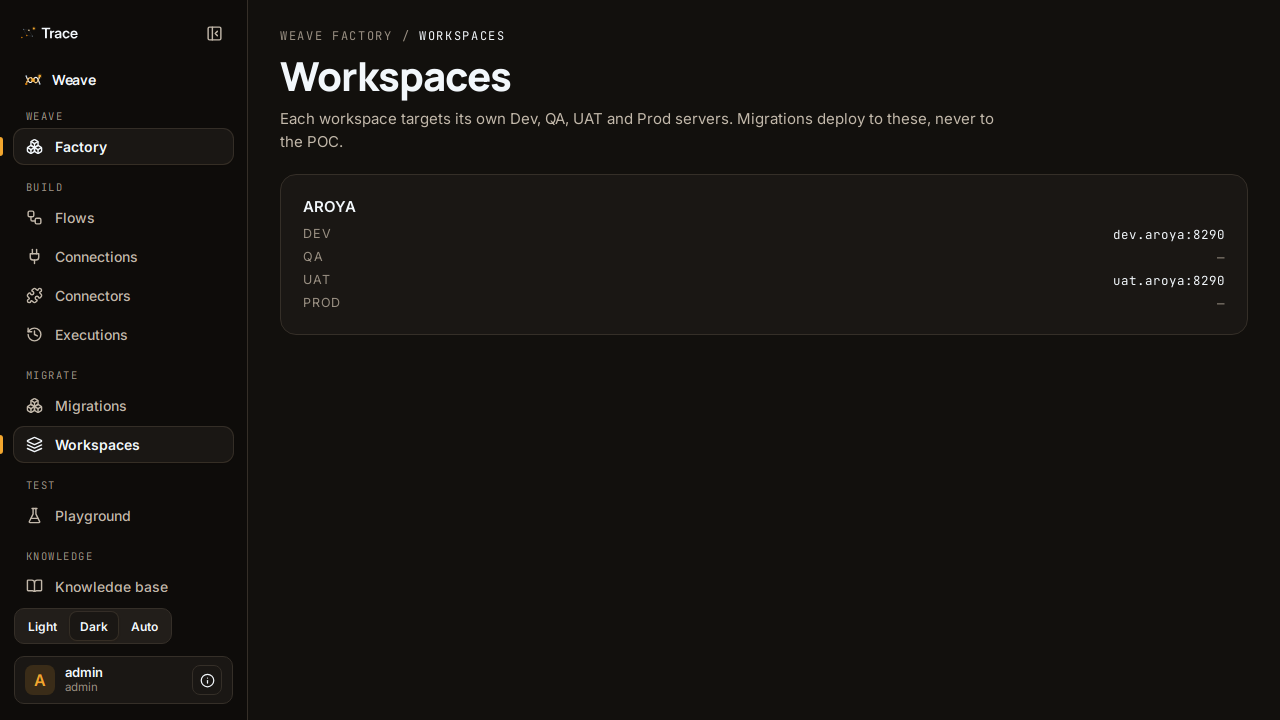 Trace
Weave
WEAVE
Factory
BUILD
Flows
Connections
Connectors
Executions
MIGRATE
Migrations
Workspaces
TEST
Playground
KNOWLEDGE
Knowledge base
Light Dark Auto
A
admin
admin
WEAVE FACTORY / WORKSPACES
Workspaces
Each workspace targets its own Dev, QA, UAT and Prod servers. Migrations deploy to these, never to
the POC.
AROYA
DEV dev.aroya:8290
QA —
UAT uat.aroya:8290
PROD —